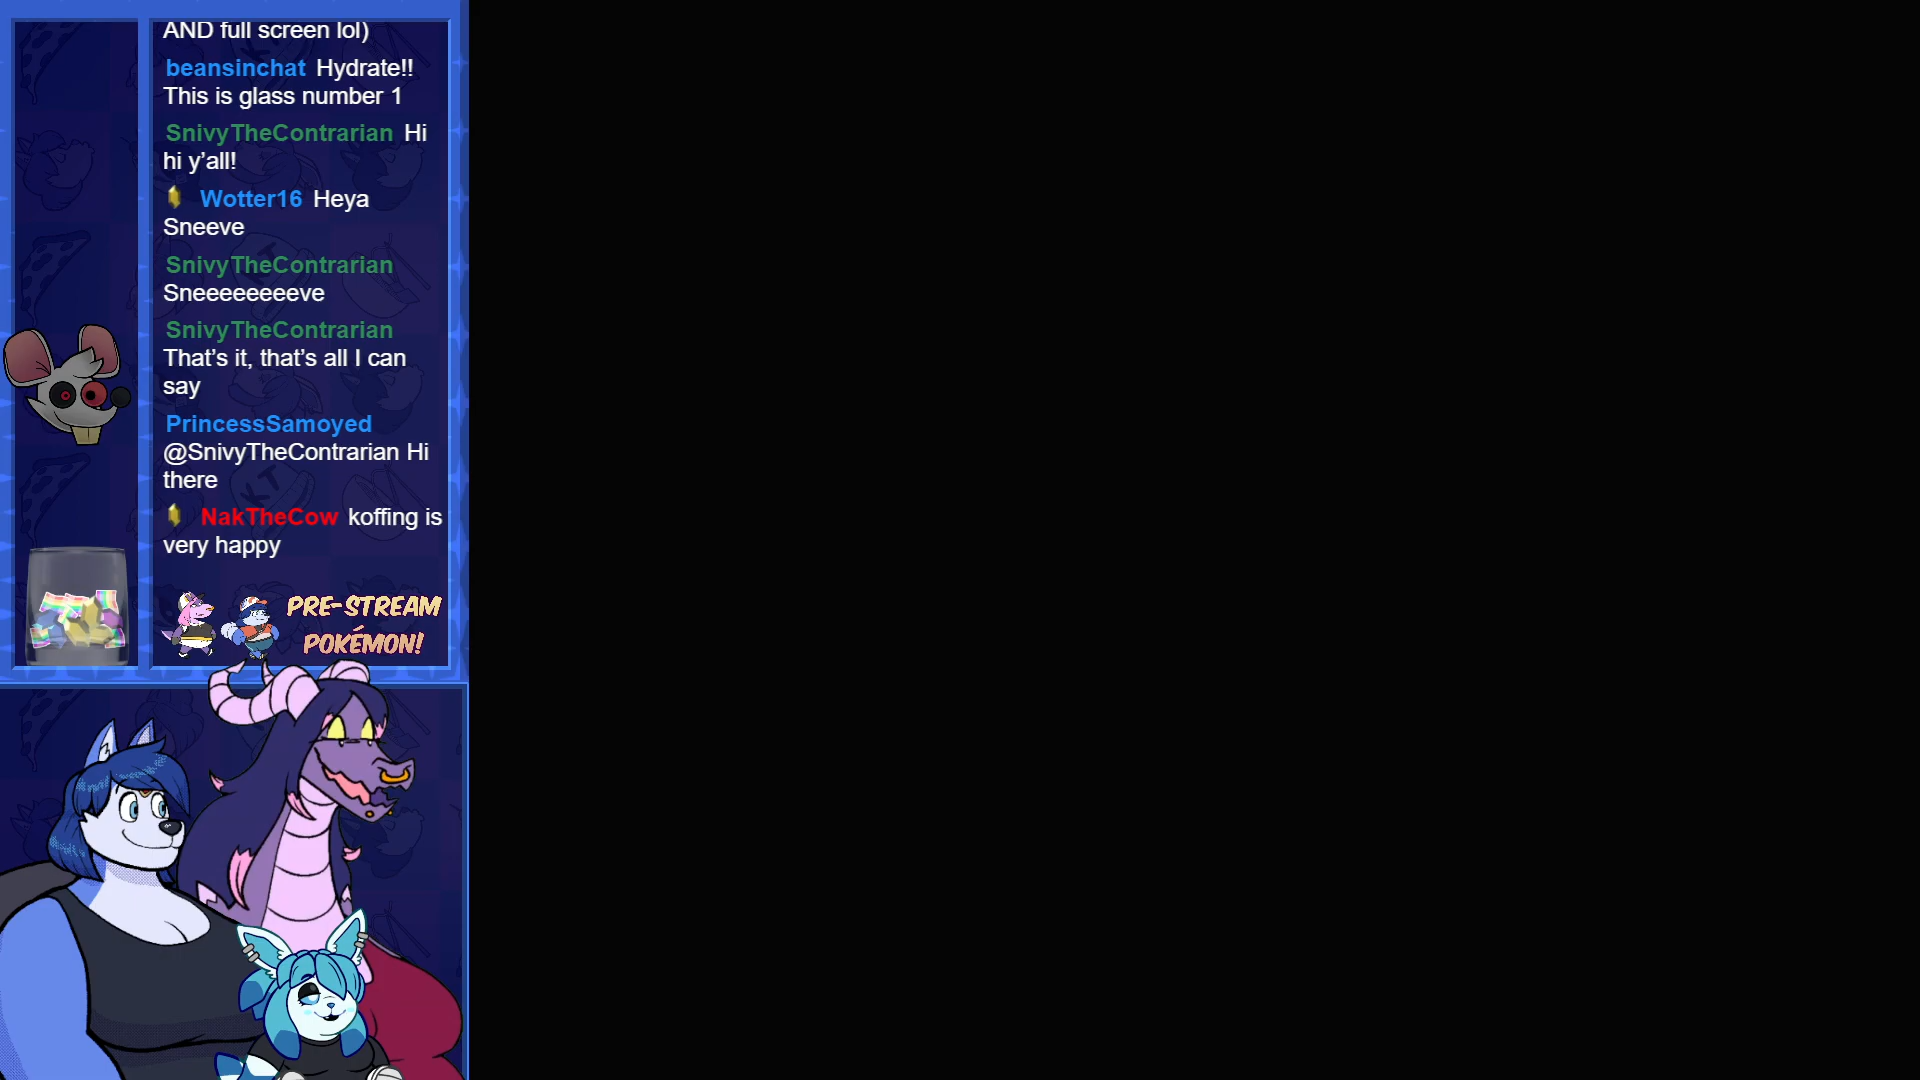 AND full screen lol)
beansinchat Hydrate!!
This is glass number 1
SnivyTheContrarian Hi
hi y’all!
Wotter16 Heya
Sneeve
SnivyTheContrarian
Sneeeeeeeeve
SnivyTheContrarian
That’s it, that’s all I can
say
PrincessSamoyed
@SnivyTheContrarian Hi
there
NakTheCow koffing is
very happy
PRE-STREAM
POKÉMON!